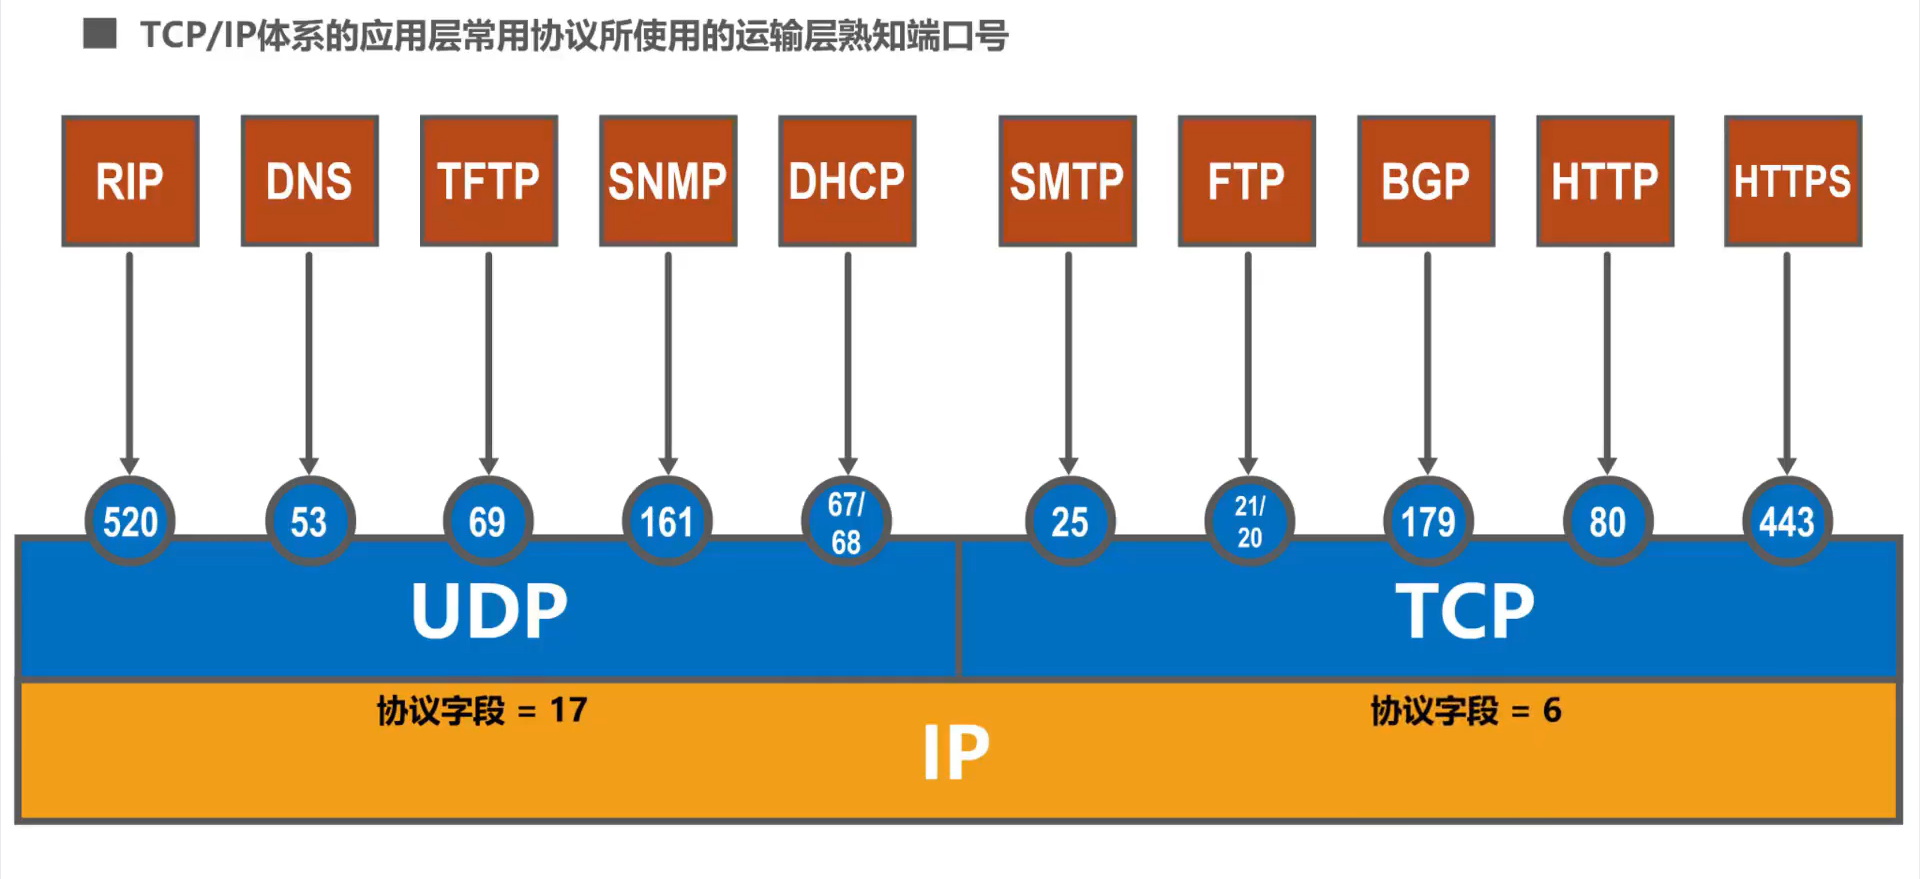 TCP/IP体系的应用层常用协议所使用的运输层熟知端口号
RIP DNS TFTP SNMP DHCP SMTP FTP BGP HTTP HTTPS
520 53 69 161 67/68 25 21/20 179 80 443
UDP TCP
协议字段 = 17 协议字段 = 6
IP